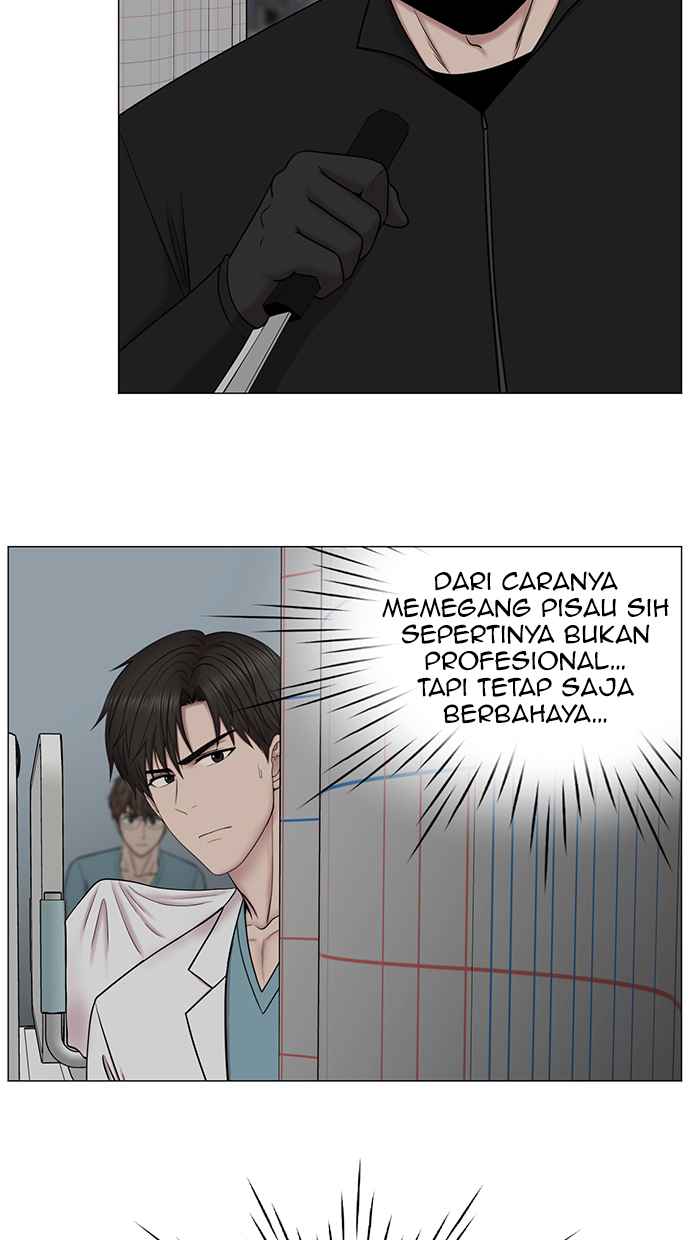 DARI CARANYA
MEMEGANG PISAU SIH
SEPERTINYA BUKAN
PROFESIONAL...
TAPI TETAP SAJA
BERBAHAYA...